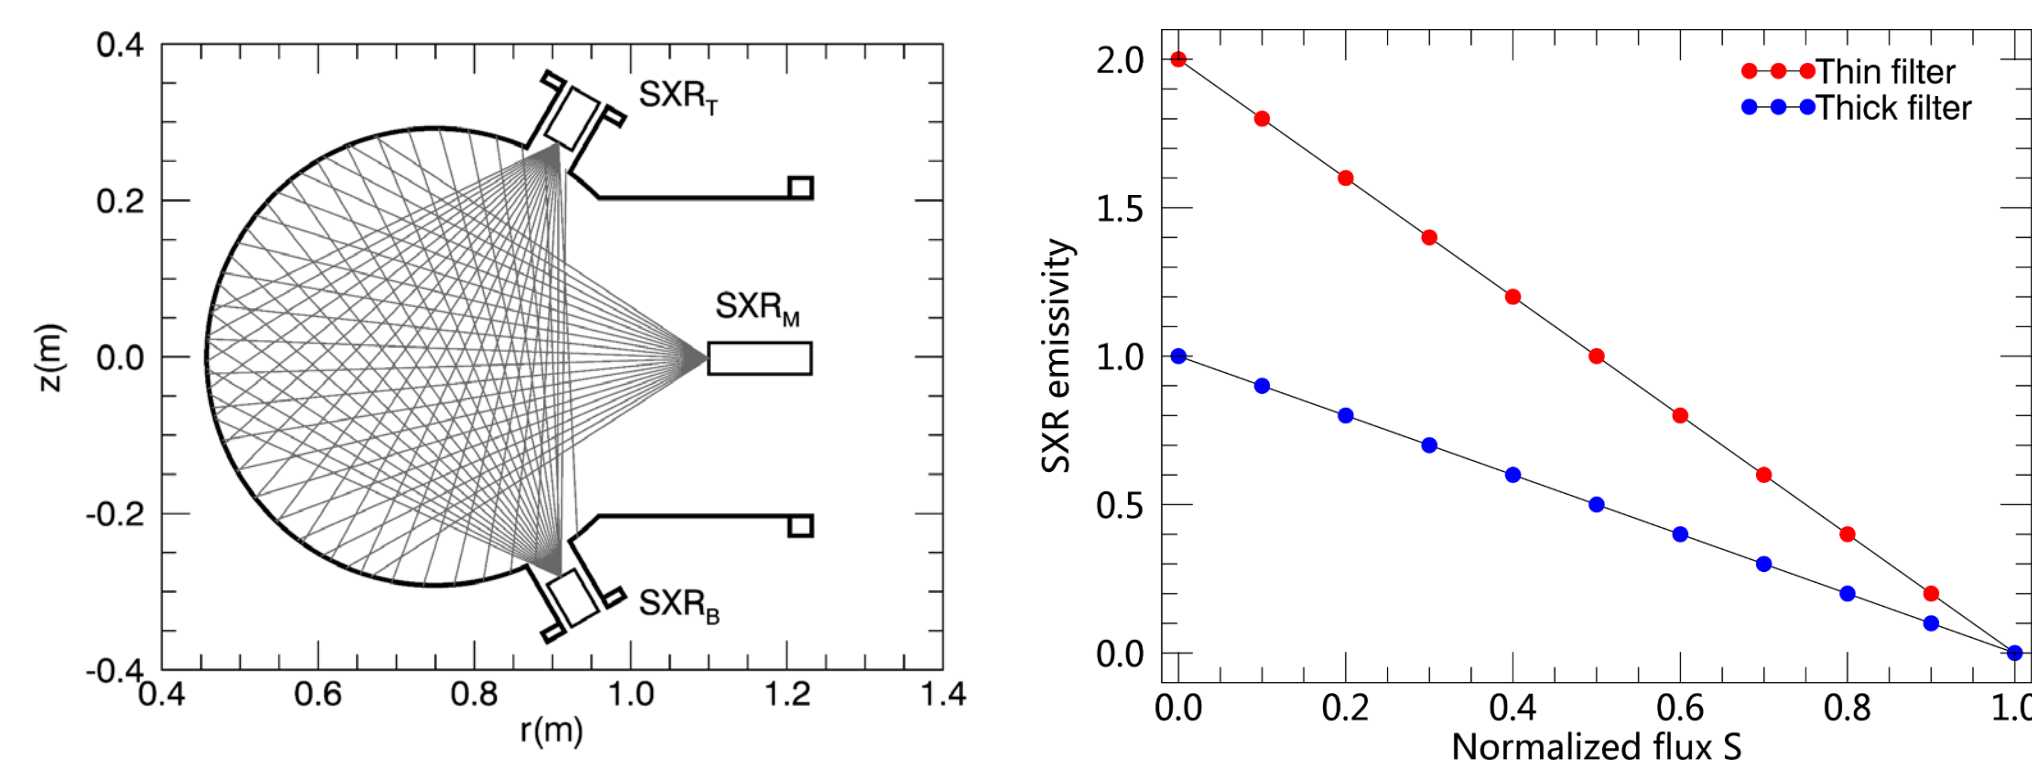 0.4
0.2
0.0
-0.2
-0.4
z(m)
0.4 0.6 0.8 1.0 1.2 1.4
r(m)
SXR_T
SXR_M
SXR_B
2.0
1.5
1.0
0.5
0.0
SXR emissivity
Thin filter
Thick filter
0.0 0.2 0.4 0.6 0.8 1.0
Normalized flux S